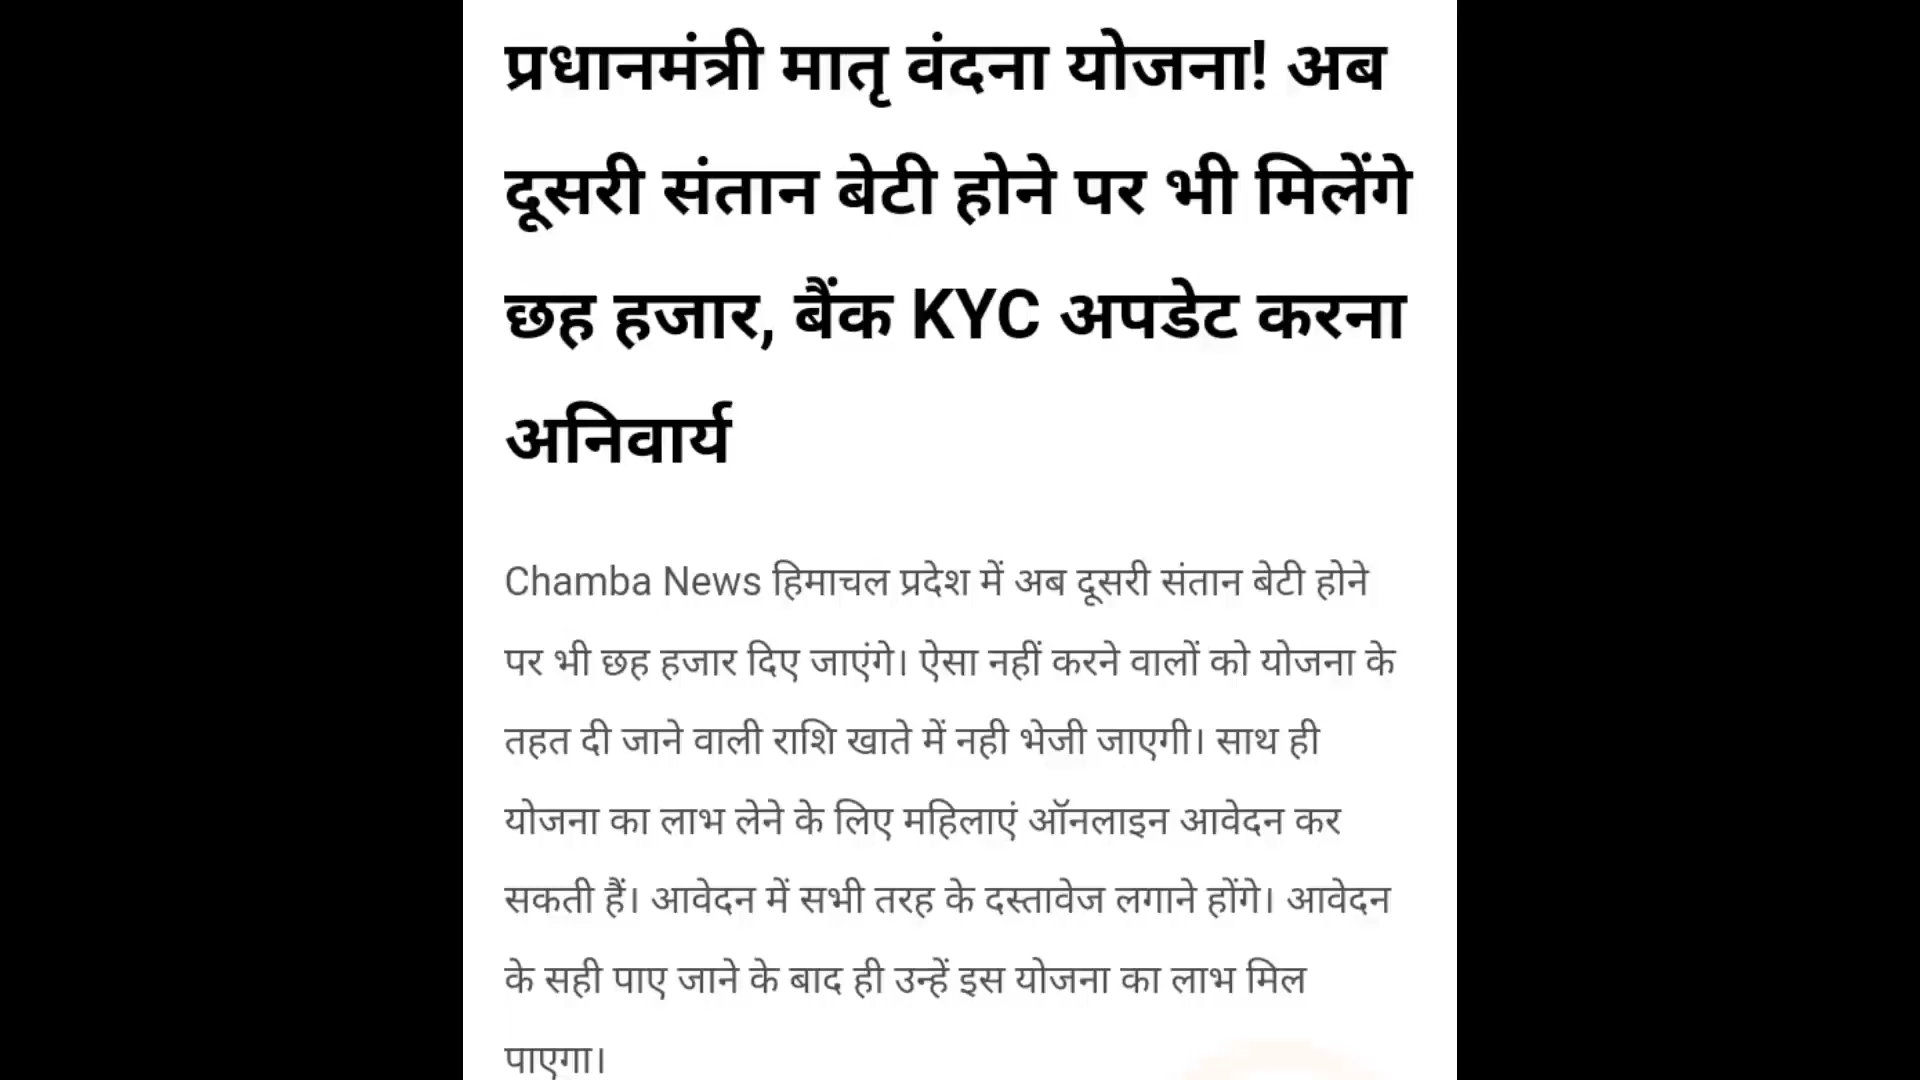 प्रधानमंत्री मातृ वंदना योजना! अब
दूसरी संतान बेटी होने पर भी मिलेंगे
छह हजार, बैंक KYC अपडेट करना
अनिवार्य
Chamba News हिमाचल प्रदेश में अब दूसरी संतान बेटी होने
पर भी छह हजार दिए जाएंगे। ऐसा नहीं करने वालों को योजना के
तहत दी जाने वाली राशि खाते में नही भेजी जाएगी। साथ ही
योजना का लाभ लेने के लिए महिलाएं ऑनलाइन आवेदन कर
सकती हैं। आवेदन में सभी तरह के दस्तावेज लगाने होंगे। आवेदन
के सही पाए जाने के बाद ही उन्हें इस योजना का लाभ मिल
पाएगा।